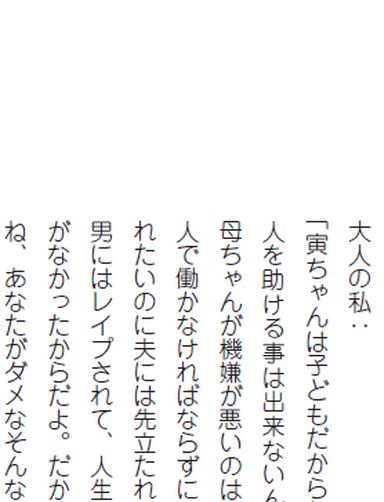 大人の私：
「寅ちゃんは子どもだから
人を助ける事は出来ないん
母ちゃんが機嫌が悪いのは
人で働かなければならずに
れたいのに夫には先立たれ
男にはレイプされて、人生
がなかったからだよ。だか
ね、あなたがダメなそんな